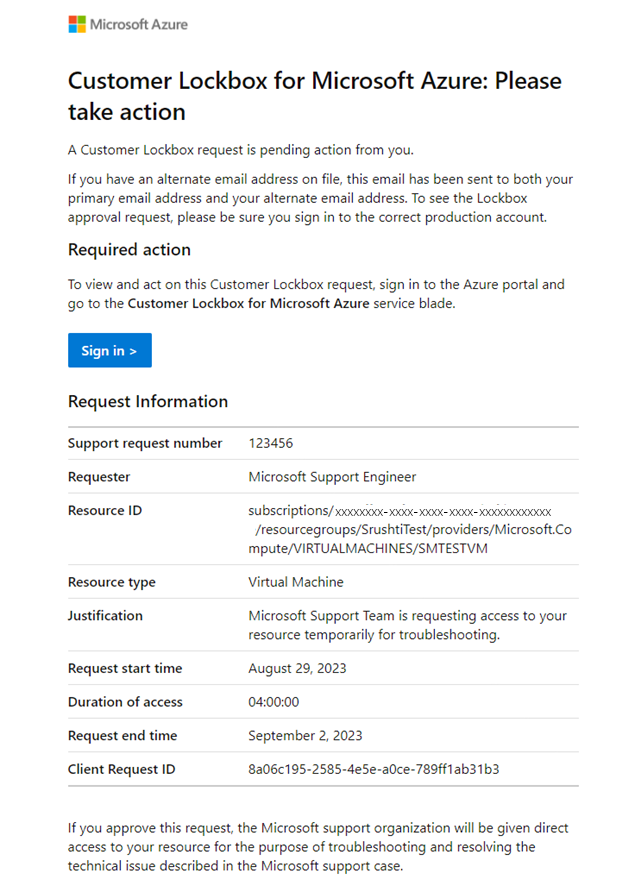 Microsoft Azure
Customer Lockbox for Microsoft Azure: Please
take action
A Customer Lockbox request is pending action from you.
If you have an alternate email address on file, this email has been sent to both your
primary email address and your alternate email address. To see the Lockbox
approval request, please be sure you sign in to the correct production account.
Required action
To view and act on this Customer Lockbox request, sign in to the Azure portal and
go to the Customer Lockbox for Microsoft Azure service blade.
Sign in >
Request Information
Support request number 123456
Requester Microsoft Support Engineer
Resource ID subscriptions/xxxxxxxx-xxxx-xxxx-xxxx-xxxxxxxxxxxx
/resourcegroups/SrushtiTest/providers/Microsoft.Co
mpute/VIRTUALMACHINES/SMTESTVM
Resource type Virtual Machine
Justification Microsoft Support Team is requesting access to your
resource temporarily for troubleshooting.
Request start time August 29, 2023
Duration of access 04:00:00
Request end time September 2, 2023
Client Request ID 8a06c195-2585-4e5e-a0ce-789ff1ab31b3
If you approve this request, the Microsoft support organization will be given direct
access to your resource for the purpose of troubleshooting and resolving the
technical issue described in the Microsoft support case.